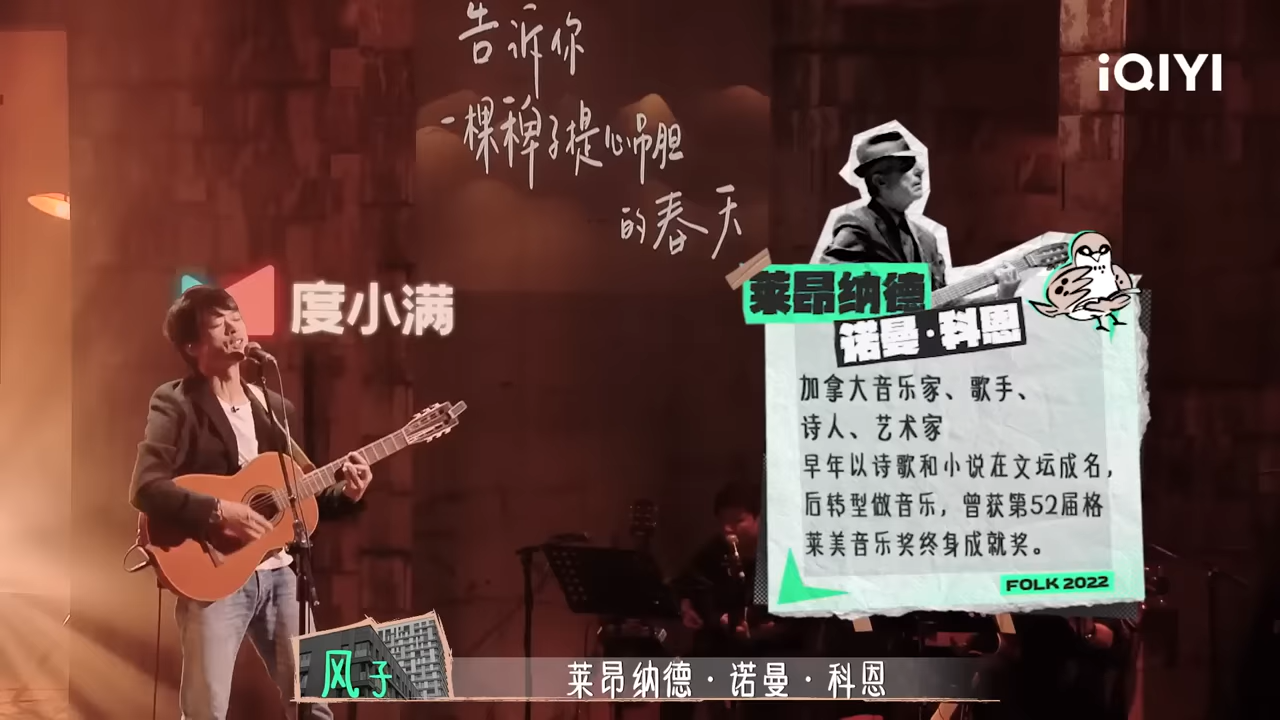 告诉你
一棵稗子提心吊胆
的春天
iQIYI
度小满
莱昂纳德
诺曼·科恩
加拿大音乐家、歌手、
诗人、艺术家
早年以诗歌和小说在文坛成名，
后转型做音乐，曾获第52届格
莱美音乐奖终身成就奖。
FOLK 2022
风子
莱昂纳德·诺曼·科恩